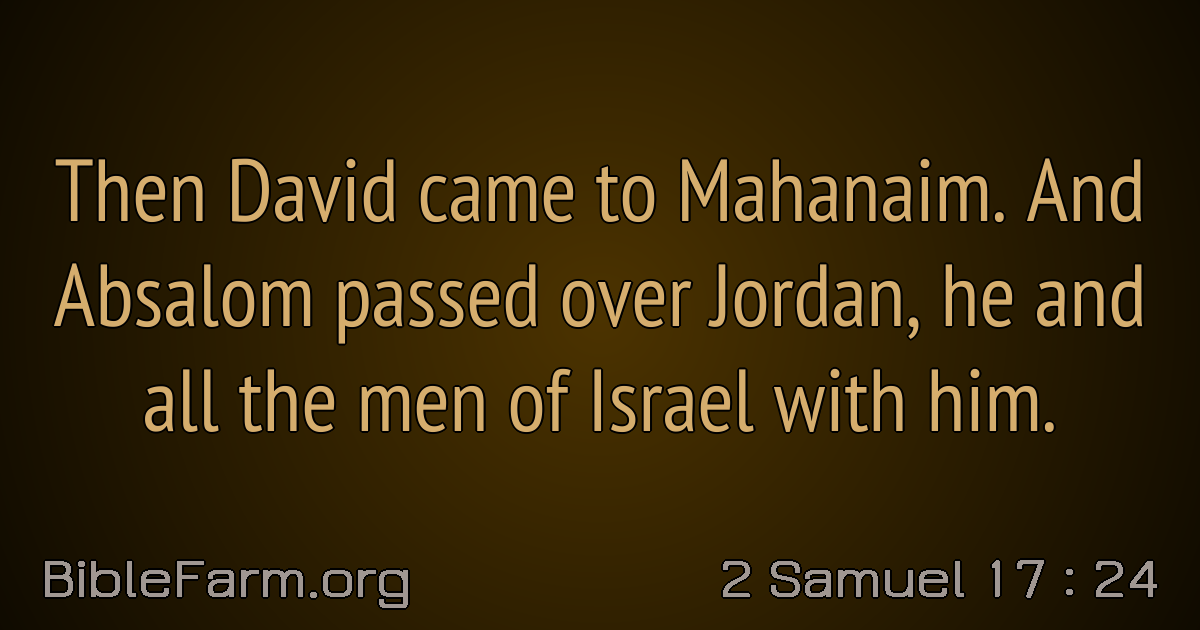 Then David came to Mahanaim. And
Absalom passed over Jordan, he and
all the men of Israel with him.
BibleFarm.org
2 Samuel 17 : 24